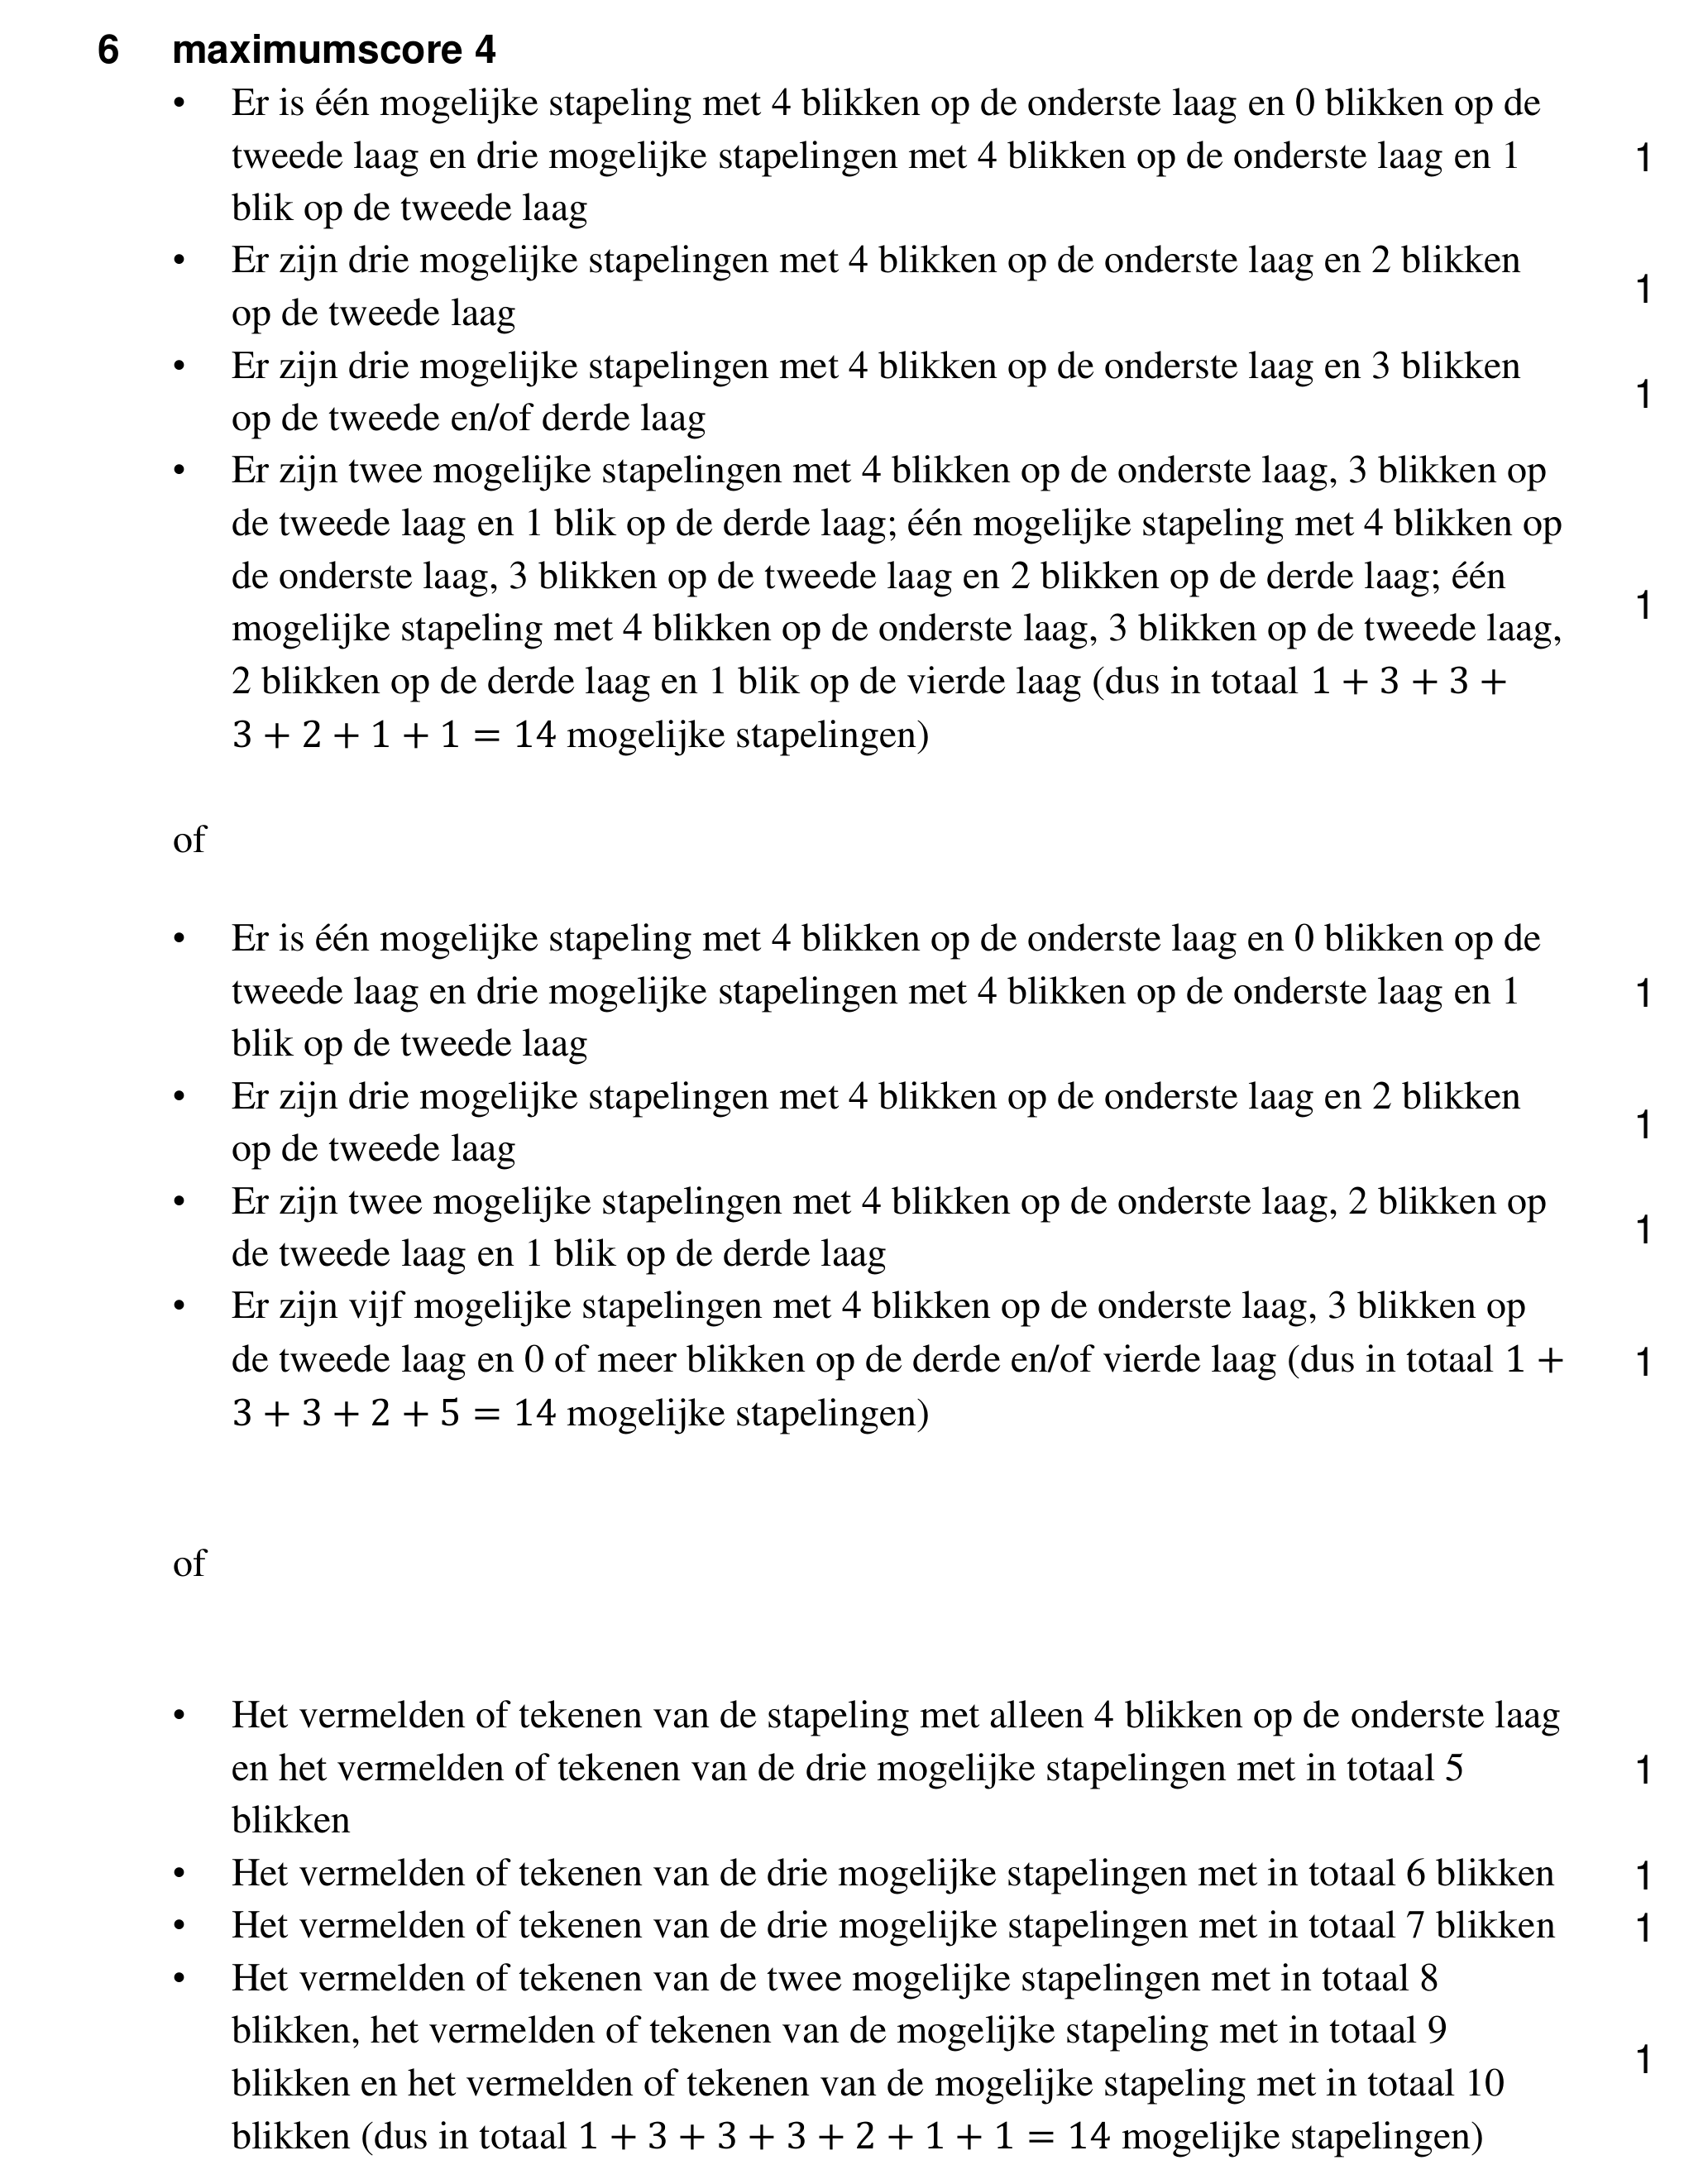 6 maximumscore 4
• Er is één mogelijke stapeling met 4 blikken op de onderste laag en 0 blikken op de
tweede laag en drie mogelijke stapelingen met 4 blikken op de onderste laag en 1 1
blik op de tweede laag
• Er zijn drie mogelijke stapelingen met 4 blikken op de onderste laag en 2 blikken
op de tweede laag 1
• Er zijn drie mogelijke stapelingen met 4 blikken op de onderste laag en 3 blikken
op de tweede en/of derde laag 1
• Er zijn twee mogelijke stapelingen met 4 blikken op de onderste laag, 3 blikken op
de tweede laag en 1 blik op de derde laag; één mogelijke stapeling met 4 blikken op
de onderste laag, 3 blikken op de tweede laag en 2 blikken op de derde laag; één 1
mogelijke stapeling met 4 blikken op de onderste laag, 3 blikken op de tweede laag,
2 blikken op de derde laag en 1 blik op de vierde laag (dus in totaal 1 + 3 + 3 +
3 + 2 + 1 + 1 = 14 mogelijke stapelingen)
of
• Er is één mogelijke stapeling met 4 blikken op de onderste laag en 0 blikken op de
tweede laag en drie mogelijke stapelingen met 4 blikken op de onderste laag en 1 1
blik op de tweede laag
• Er zijn drie mogelijke stapelingen met 4 blikken op de onderste laag en 2 blikken
op de tweede laag 1
• Er zijn twee mogelijke stapelingen met 4 blikken op de onderste laag, 2 blikken op
de tweede laag en 1 blik op de derde laag 1
• Er zijn vijf mogelijke stapelingen met 4 blikken op de onderste laag, 3 blikken op
de tweede laag en 0 of meer blikken op de derde en/of vierde laag (dus in totaal 1 + 1
3 + 3 + 2 + 5 = 14 mogelijke stapelingen)
of
• Het vermelden of tekenen van de stapeling met alleen 4 blikken op de onderste laag
en het vermelden of tekenen van de drie mogelijke stapelingen met in totaal 5 1
blikken
• Het vermelden of tekenen van de drie mogelijke stapelingen met in totaal 6 blikken 1
• Het vermelden of tekenen van de drie mogelijke stapelingen met in totaal 7 blikken 1
• Het vermelden of tekenen van de twee mogelijke stapelingen met in totaal 8
blikken, het vermelden of tekenen van de mogelijke stapeling met in totaal 9
blikken en het vermelden of tekenen van de mogelijke stapeling met in totaal 10 1
blikken (dus in totaal 1 + 3 + 3 + 3 + 2 + 1 + 1 = 14 mogelijke stapelingen)